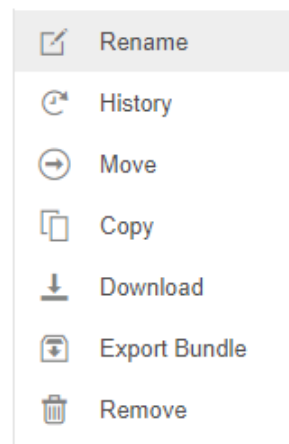 Rename
History
Move
Copy
Download
Export Bundle
Remove